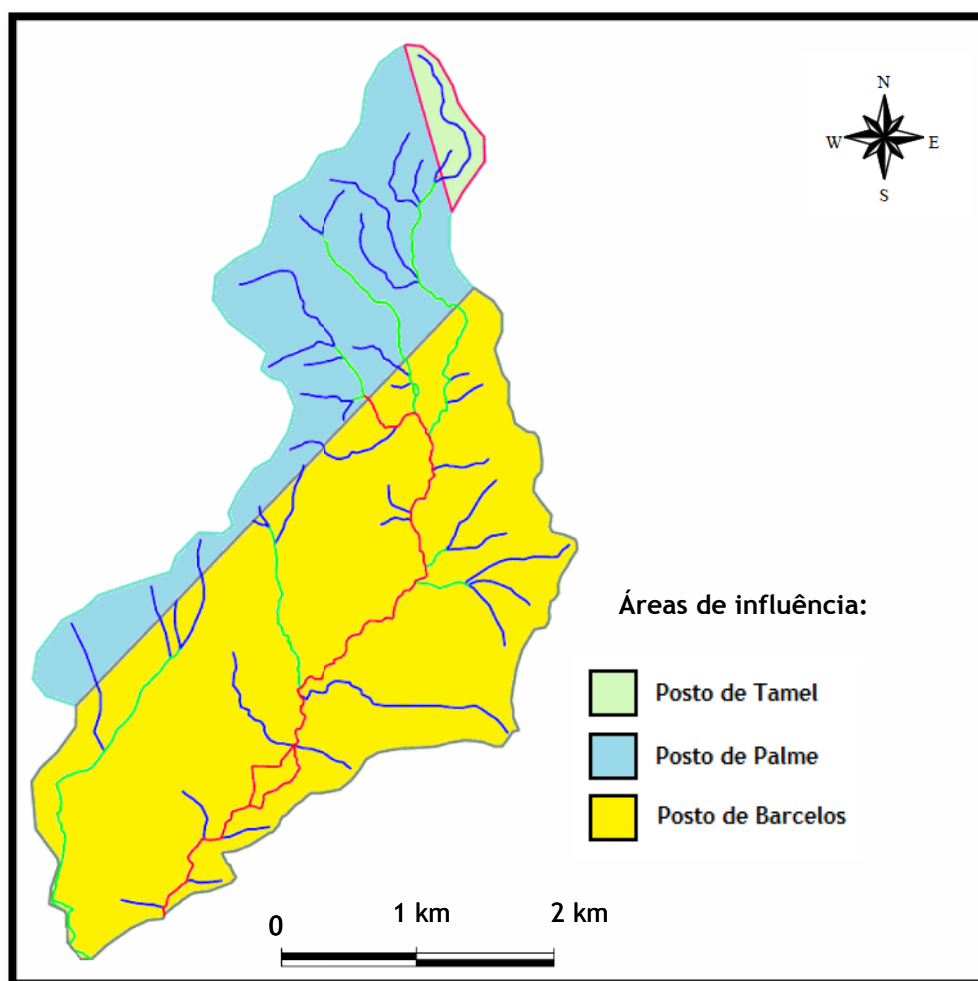 N
W E
S
Áreas de influência:
Posto de Tamel
Posto de Palme
Posto de Barcelos
0 1 km 2 km